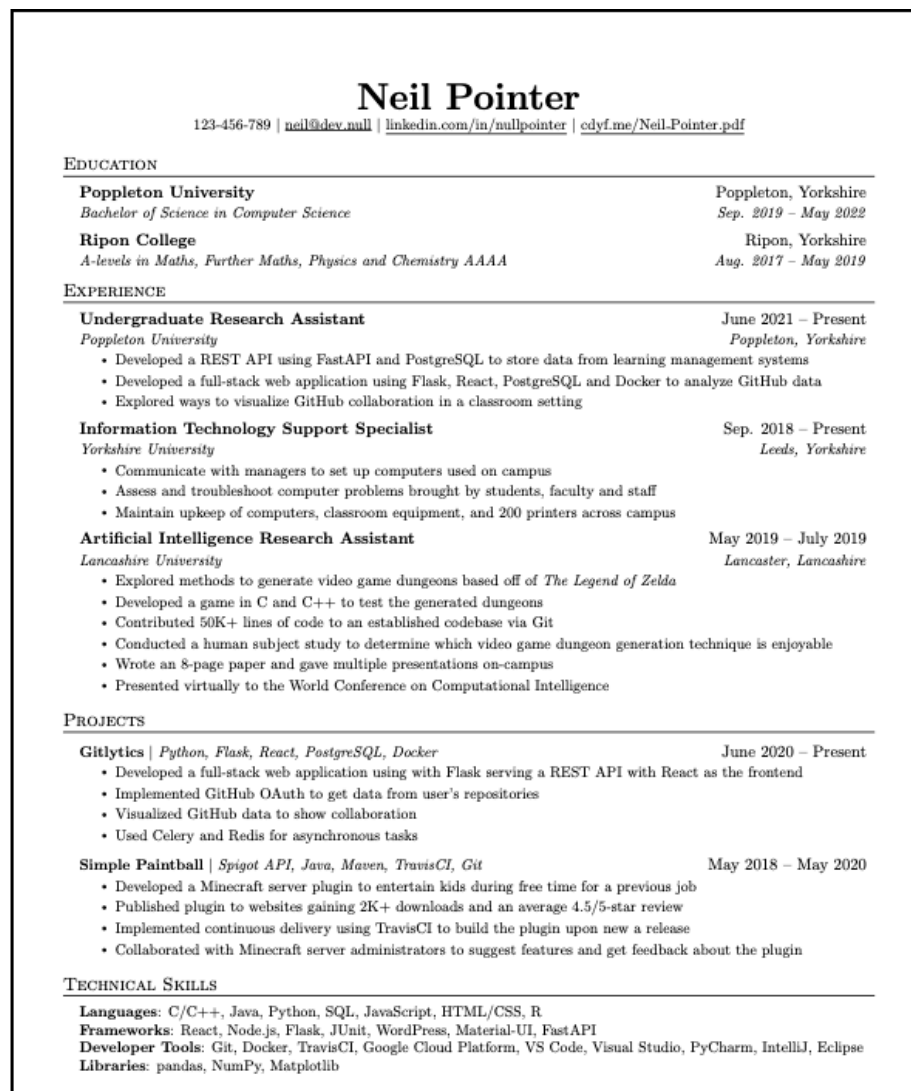 Neil Pointer
123-456-789 | neil@dev.null | linkedin.com/in/nullpointer | cdyf.me/Neil-Pointer.pdf
EDUCATION
Poppleton University Poppleton, Yorkshire
Bachelor of Science in Computer Science Sep. 2019 – May 2022
Ripon College Ripon, Yorkshire
A-levels in Maths, Further Maths, Physics and Chemistry AAAA Aug. 2017 – May 2019
EXPERIENCE
Undergraduate Research Assistant June 2021 – Present
Poppleton University Poppleton, Yorkshire
• Developed a REST API using FastAPI and PostgreSQL to store data from learning management systems
• Developed a full-stack web application using Flask, React, PostgreSQL and Docker to analyze GitHub data
• Explored ways to visualize GitHub collaboration in a classroom setting
Information Technology Support Specialist Sep. 2018 – Present
Yorkshire University Leeds, Yorkshire
• Communicate with managers to set up computers used on campus
• Assess and troubleshoot computer problems brought by students, faculty and staff
• Maintain upkeep of computers, classroom equipment, and 200 printers across campus
Artificial Intelligence Research Assistant May 2019 – July 2019
Lancashire University Lancaster, Lancashire
• Explored methods to generate video game dungeons based off of The Legend of Zelda
• Developed a game in C and C++ to test the generated dungeons
• Contributed 50K+ lines of code to an established codebase via Git
• Conducted a human subject study to determine which video game dungeon generation technique is enjoyable
• Wrote an 8-page paper and gave multiple presentations on-campus
• Presented virtually to the World Conference on Computational Intelligence
PROJECTS
Gitlytics | Python, Flask, React, PostgreSQL, Docker June 2020 – Present
• Developed a full-stack web application using with Flask serving a REST API with React as the frontend
• Implemented GitHub OAuth to get data from user's repositories
• Visualized GitHub data to show collaboration
• Used Celery and Redis for asynchronous tasks
Simple Paintball | Spigot API, Java, Maven, TravisCI, Git May 2018 – May 2020
• Developed a Minecraft server plugin to entertain kids during free time for a previous job
• Published plugin to websites gaining 2K+ downloads and an average 4.5/5-star review
• Implemented continuous delivery using TravisCI to build the plugin upon new a release
• Collaborated with Minecraft server administrators to suggest features and get feedback about the plugin
TECHNICAL SKILLS
Languages: C/C++, Java, Python, SQL, JavaScript, HTML/CSS, R
Frameworks: React, Node.js, Flask, JUnit, WordPress, Material-UI, FastAPI
Developer Tools: Git, Docker, TravisCI, Google Cloud Platform, VS Code, Visual Studio, PyCharm, IntelliJ, Eclipse
Libraries: pandas, NumPy, Matplotlib